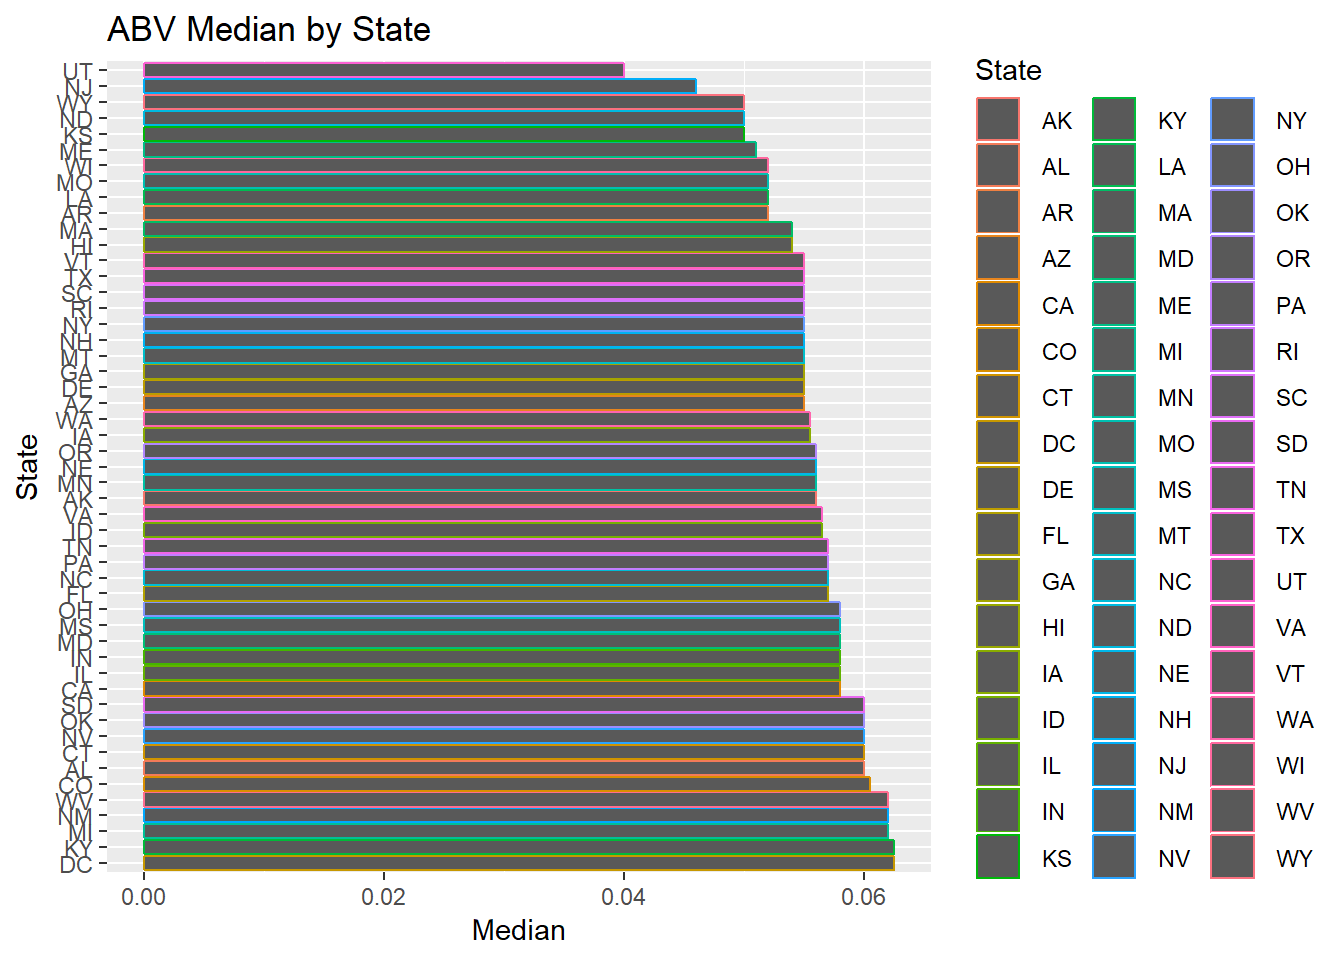 ABV Median by State
State
UT
NJ
WY
ND
KS
ME
WI
MO
LA
AR
MA
HI
VT
TX
SC
RI
NY
NH
MT
GA
DE
AZ
WA
IA
OR
NE
MN
AK
VA
ID
TN
PA
NC
FL
OH
MS
MD
IN
IL
CA
SD
OK
NV
CT
AL
CO
WV
NM
MI
KY
DC
0.00 0.02 0.04 0.06
Median
State
AK KY NY
AL LA OH
AR MA OK
AZ MD OR
CA ME PA
CO MI RI
CT MN SC
DC MO SD
DE MS TN
FL MT TX
GA NC UT
HI ND VA
IA NE VT
ID NH WA
IL NJ WI
IN NM WV
KS NV WY